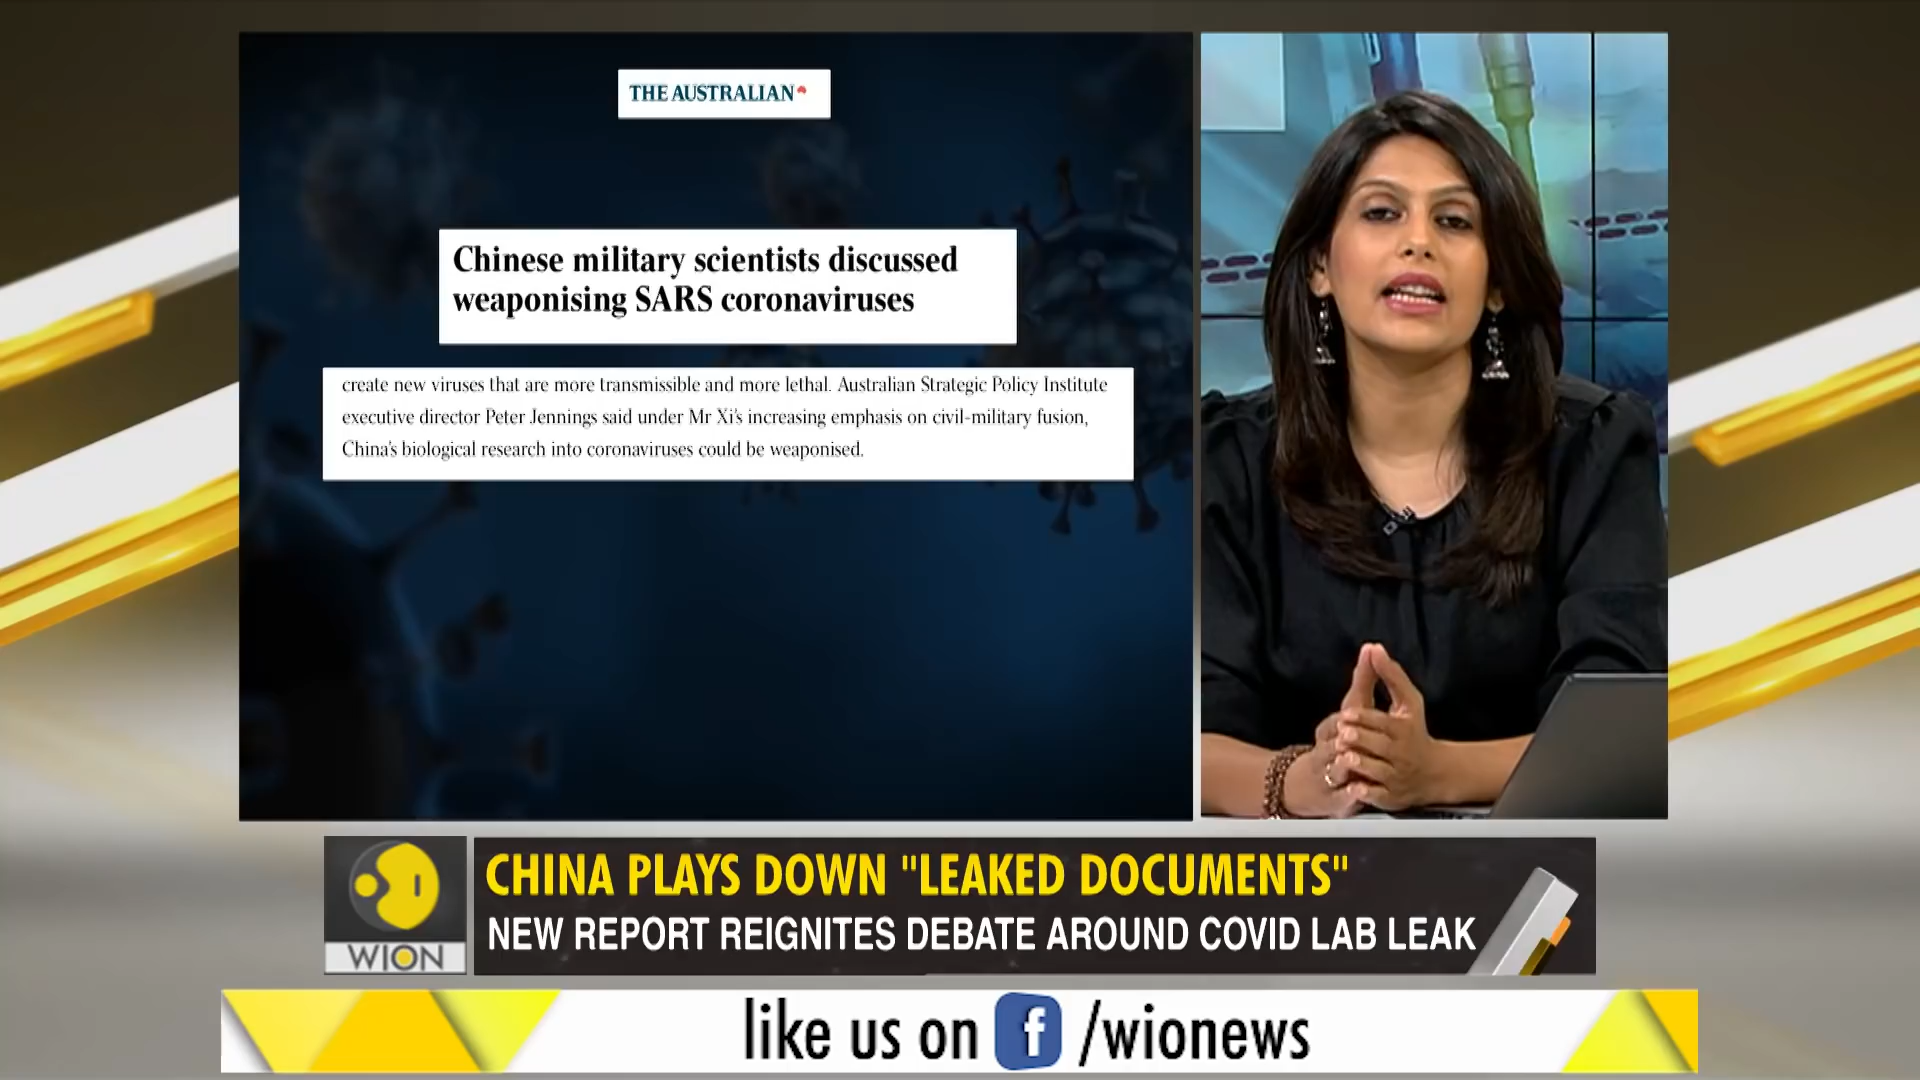 THE AUSTRALIAN
Chinese military scientists discussed
weaponising SARS coronaviruses
create new viruses that are more transmissible and more lethal. Australian Strategic Policy Institute
executive director Peter Jennings said under Mr Xi's increasing emphasis on civil-military fusion,
China's biological research into coronaviruses could be weaponised.
CHINA PLAYS DOWN "LEAKED DOCUMENTS"
NEW REPORT REIGNITES DEBATE AROUND COVID LAB LEAK
WION
like us on f /wionews